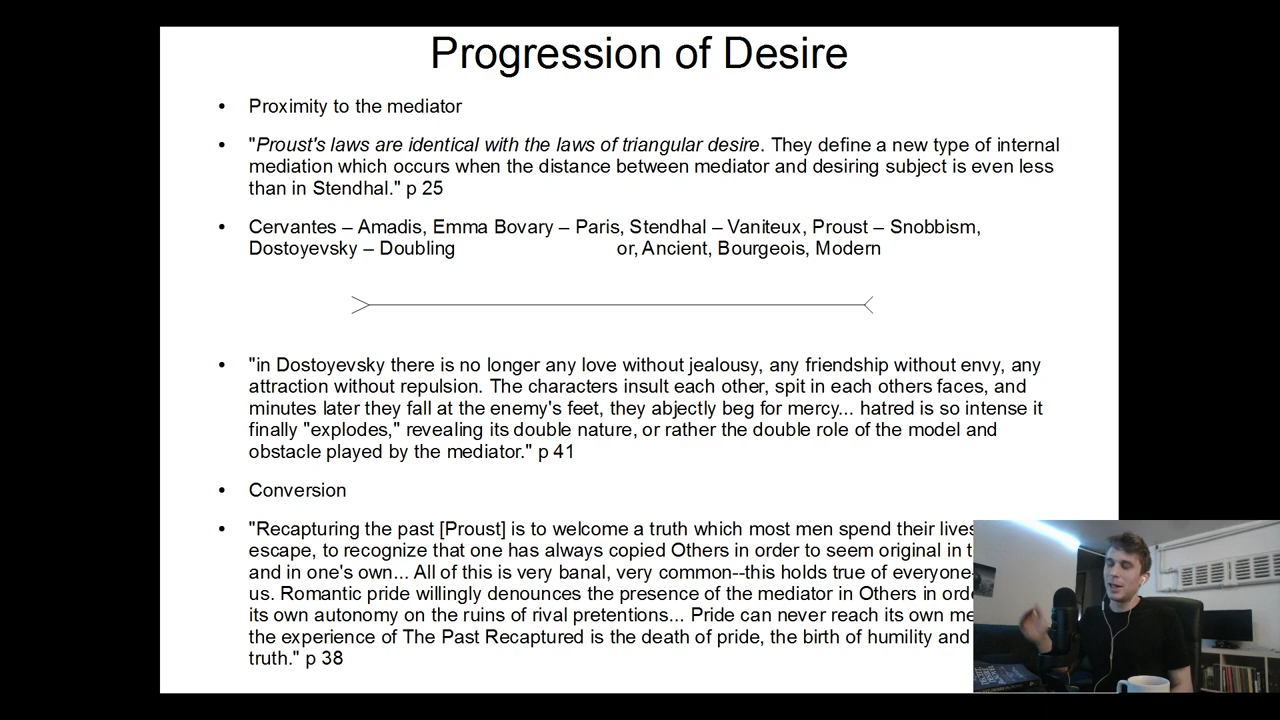 Progression of Desire
• Proximity to the mediator
• "Proust's laws are identical with the laws of triangular desire. They define a new type of internal
mediation which occurs when the distance between mediator and desiring subject is even less
than in Stendhal." p 25
• Cervantes – Amadis, Emma Bovary – Paris, Stendhal – Vaniteux, Proust – Snobbism,
Dostoyevsky – Doubling or, Ancient, Bourgeois, Modern
• "in Dostoyevsky there is no longer any love without jealousy, any friendship without envy, any
attraction without repulsion. The characters insult each other, spit in each others faces, and
minutes later they fall at the enemy's feet, they abjectly beg for mercy... hatred is so intense it
finally "explodes," revealing its double nature, or rather the double role of the model and
obstacle played by the mediator." p 41
• Conversion
• "Recapturing the past [Proust] is to welcome a truth which most men spend their lives
escape, to recognize that one has always copied Others in order to seem original in
and in one's own... All of this is very banal, very common--this holds true of everyone
us. Romantic pride willingly denounces the presence of the mediator in Others in
its own autonomy on the ruins of rival pretentions... Pride can never reach its own
the experience of The Past Recaptured is the death of pride, the birth of humility and
truth." p 38